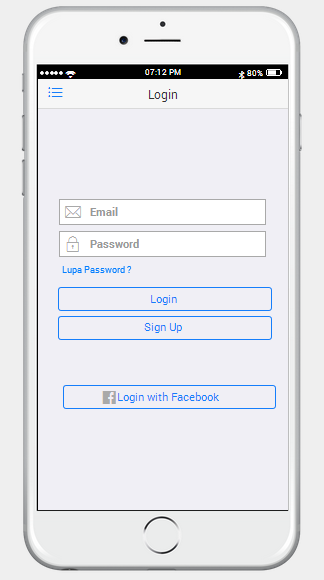 07:12 PM
80%
Login
Email
Password
Lupa Password ?
Login
Sign Up
Login with Facebook